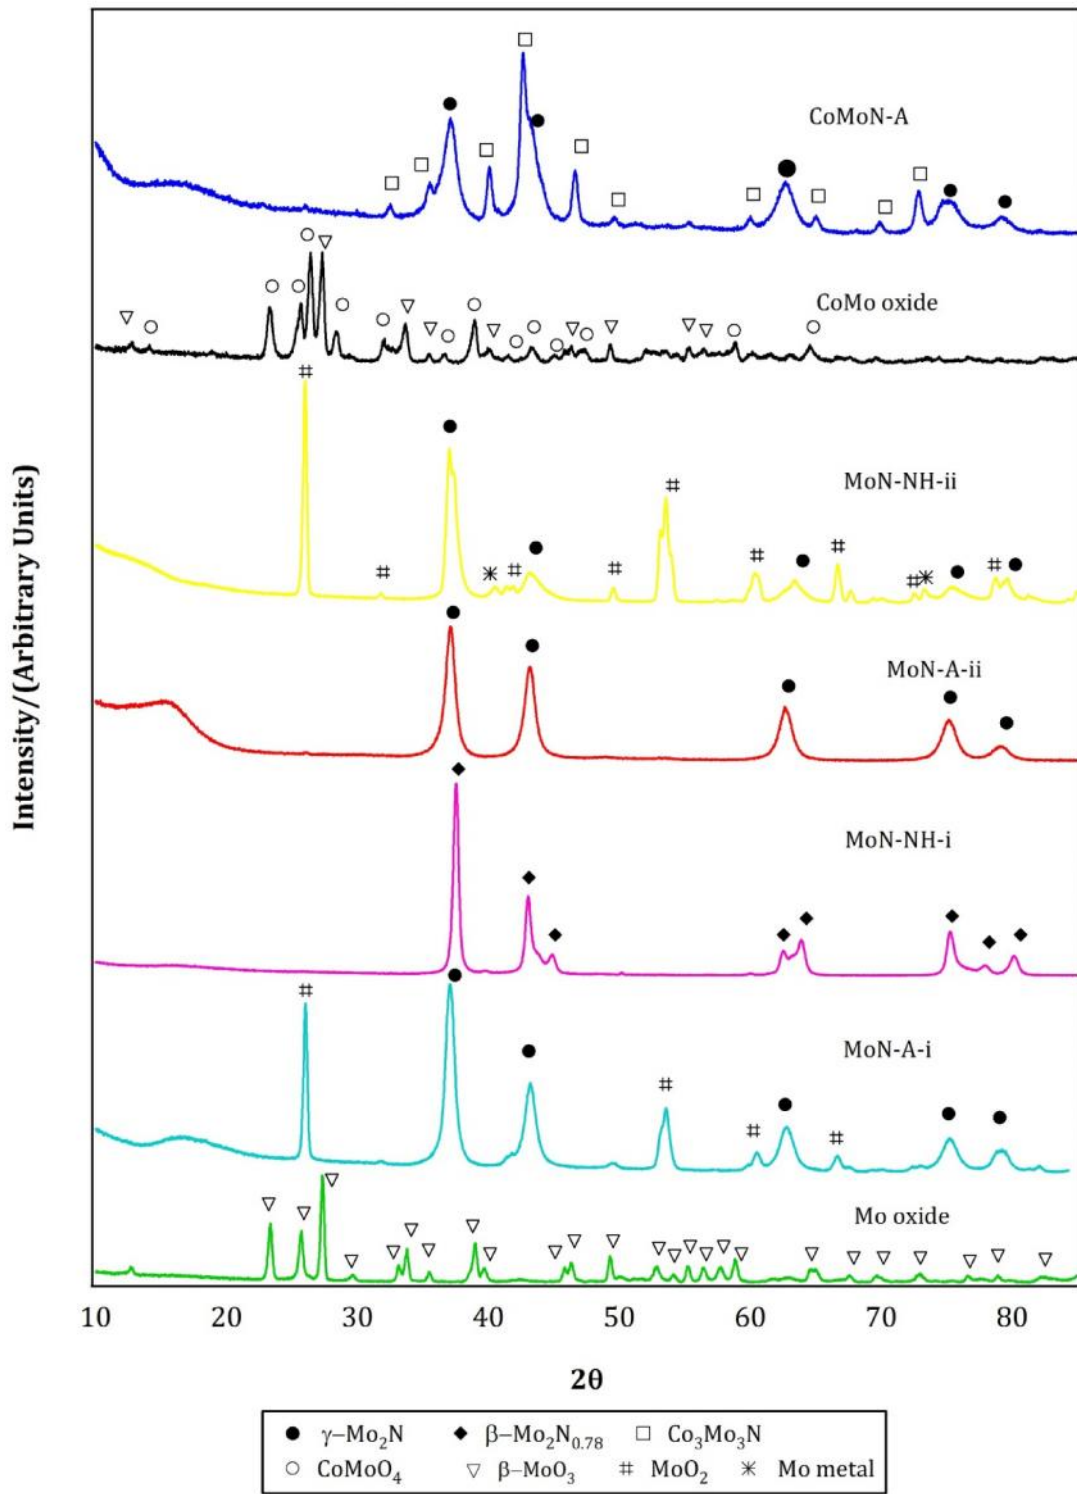 CoMoN-A
CoMo oxide
MoN-NH-ii
MoN-A-ii
MoN-NH-i
MoN-A-i
Mo oxide
Intensity/(Arbitrary Units)
10 20 30 40 50 60 70 80
2θ
● γ–Mo₂N ◆ β–Mo₂N₀.₇₈ □ Co₃Mo₃N
○ CoMoO₄ ▽ β–MoO₃ # MoO₂ ✳ Mo metal